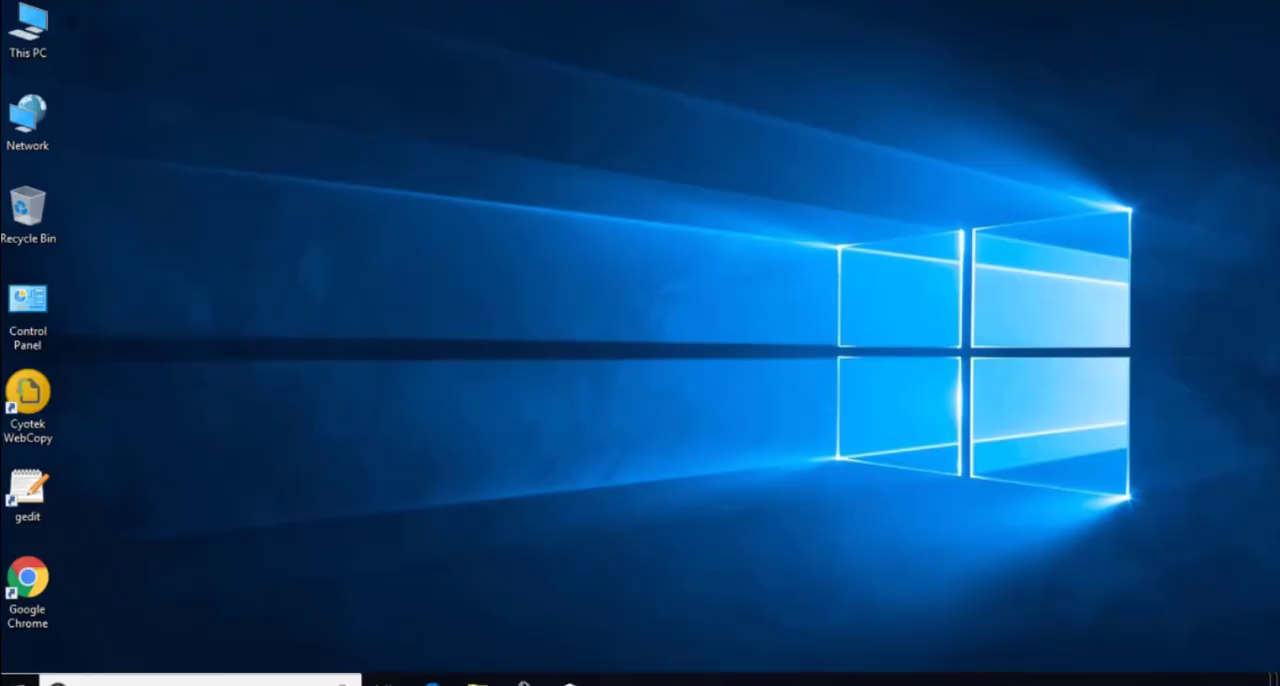 This PC
Network
Recycle Bin
Control
Panel
Cyotek
WebCopy
gedit
Google
Chrome